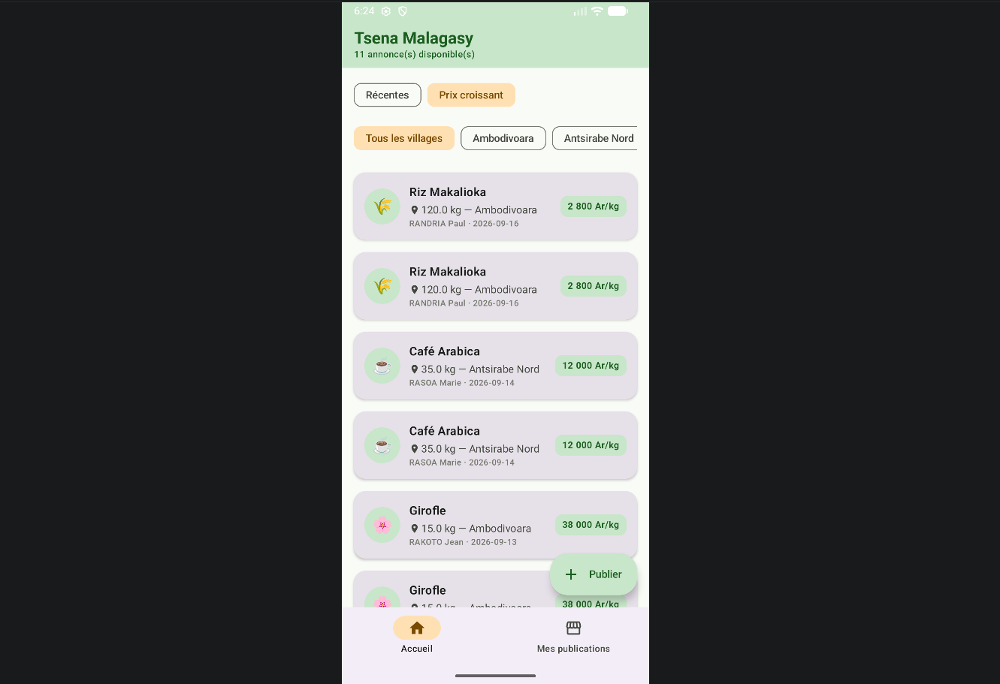 6:24
Tsena Malagasy
11 annonce(s) disponible(s)
Récentes
Prix croissant
Tous les villages
Ambodivoara
Antsirabe Nord
Riz Makalioka
120.0 kg — Ambodivoara
RANDRIA Paul · 2026-09-16
2 800 Ar/kg
Riz Makalioka
120.0 kg — Ambodivoara
RANDRIA Paul · 2026-09-16
2 800 Ar/kg
Café Arabica
35.0 kg — Antsirabe Nord
RASOA Marie · 2026-09-14
12 000 Ar/kg
Café Arabica
35.0 kg — Antsirabe Nord
RASOA Marie · 2026-09-14
12 000 Ar/kg
Girofle
15.0 kg — Ambodivoara
RAKOTO Jean · 2026-09-13
38 000 Ar/kg
Publier
Girofle
15.0 kg — Ambodivoara
38 000 Ar/kg
Accueil
Mes publications